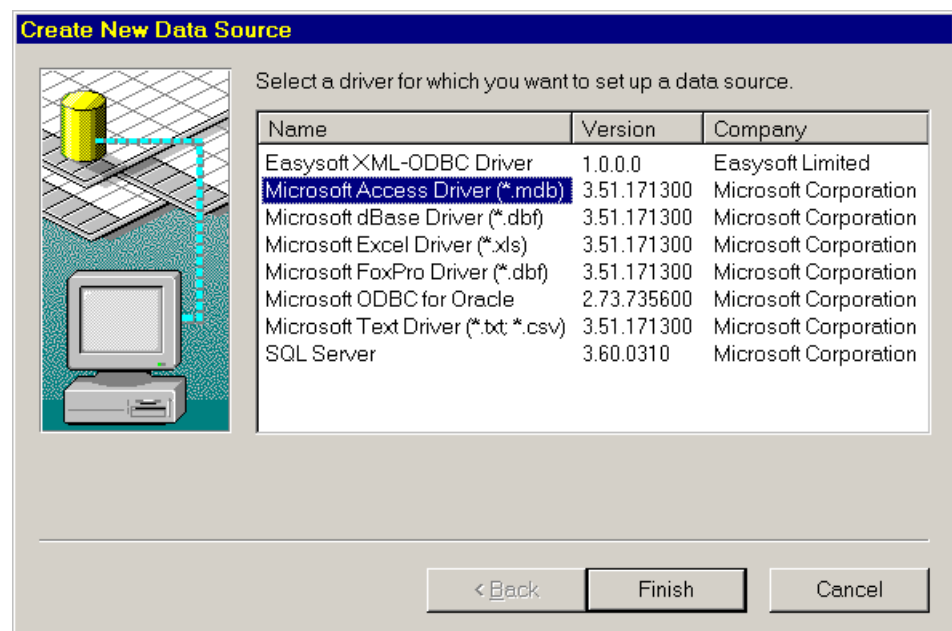 Create New Data Source
Select a driver for which you want to set up a data source.
Name Version Company
Easysoft XML-ODBC Driver 1.0.0.0 Easysoft Limited
Microsoft Access Driver (*.mdb) 3.51.171300 Microsoft Corporation
Microsoft dBase Driver (*.dbf) 3.51.171300 Microsoft Corporation
Microsoft Excel Driver (*.xls) 3.51.171300 Microsoft Corporation
Microsoft FoxPro Driver (*.dbf) 3.51.171300 Microsoft Corporation
Microsoft ODBC for Oracle 2.73.735600 Microsoft Corporation
Microsoft Text Driver (*.txt; *.csv) 3.51.171300 Microsoft Corporation
SQL Server 3.60.0310 Microsoft Corporation
< Back Finish Cancel